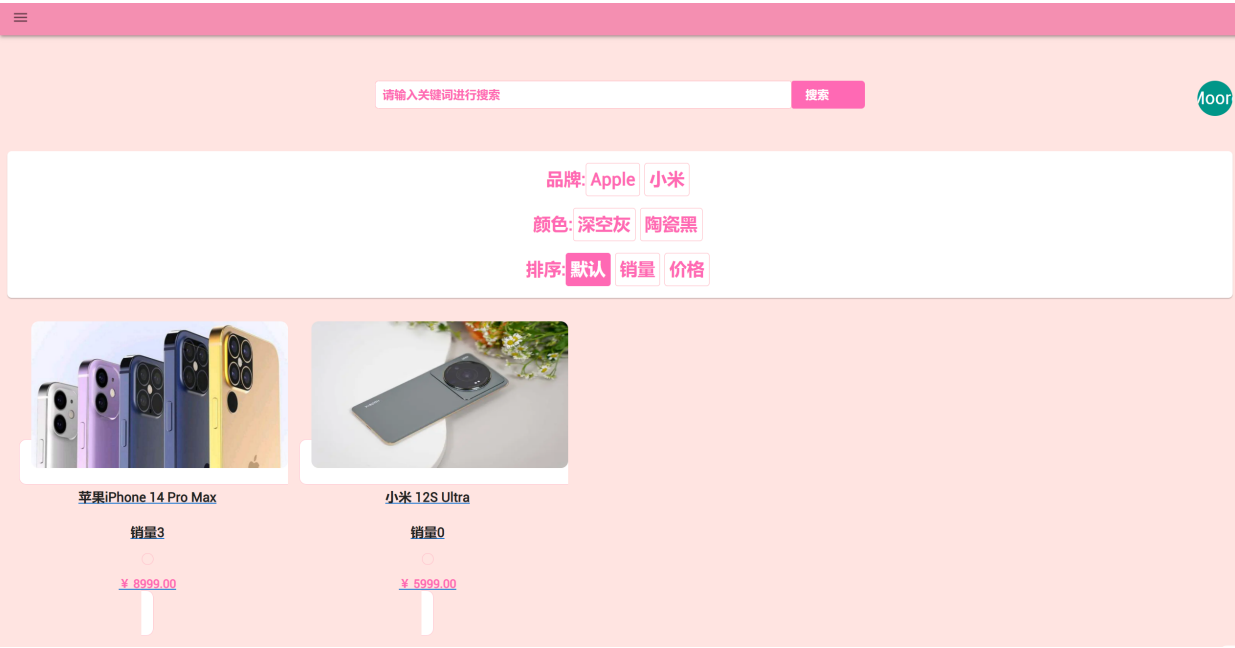 请输入关键词进行搜索 搜索
品牌: Apple 小米
颜色: 深空灰 陶瓷黑
排序: 默认 销量 价格
苹果iPhone 14 Pro Max 小米 12S Ultra
销量3 销量0
¥ 8999.00 ¥ 5999.00